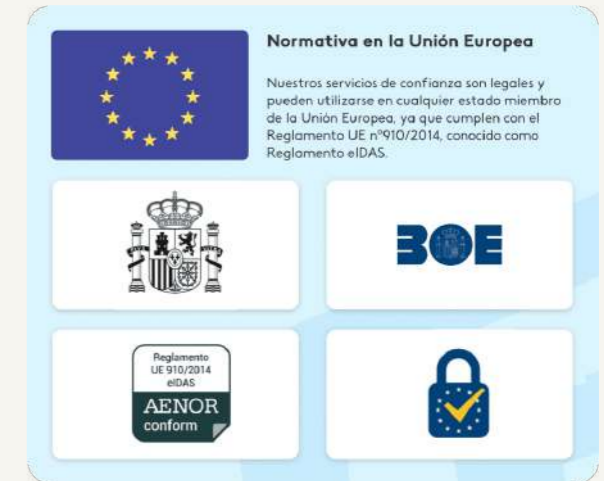 Normativa en la Unión Europea
Nuestros servicios de confianza son legales y
pueden utilizarse en cualquier estado miembro
de la Unión Europea, ya que cumplen con el
Reglamento UE nº910/2014, conocido como
Reglamento eIDAS.
BOE
Reglamento
UE 910/2014
eIDAS
AENOR
conform